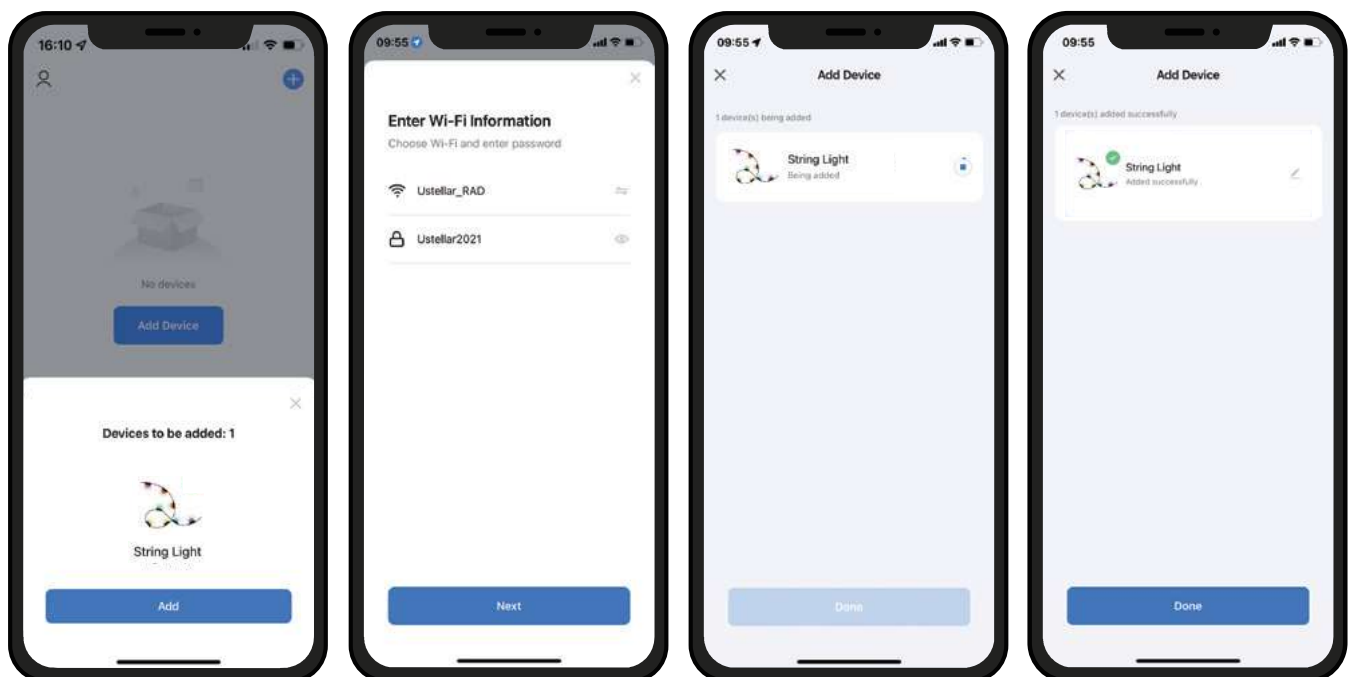 16:10
No devices
Add Device
Devices to be added: 1
String Light
Add
09:55
Enter Wi-Fi Information
Choose Wi-Fi and enter password
Ustellar_RAD
Ustellar2021
Next
09:55
Add Device
1 device(s) being added
String Light
Being added
Done
09:55
Add Device
1 device(s) added successfully
String Light
Added successfully
Done